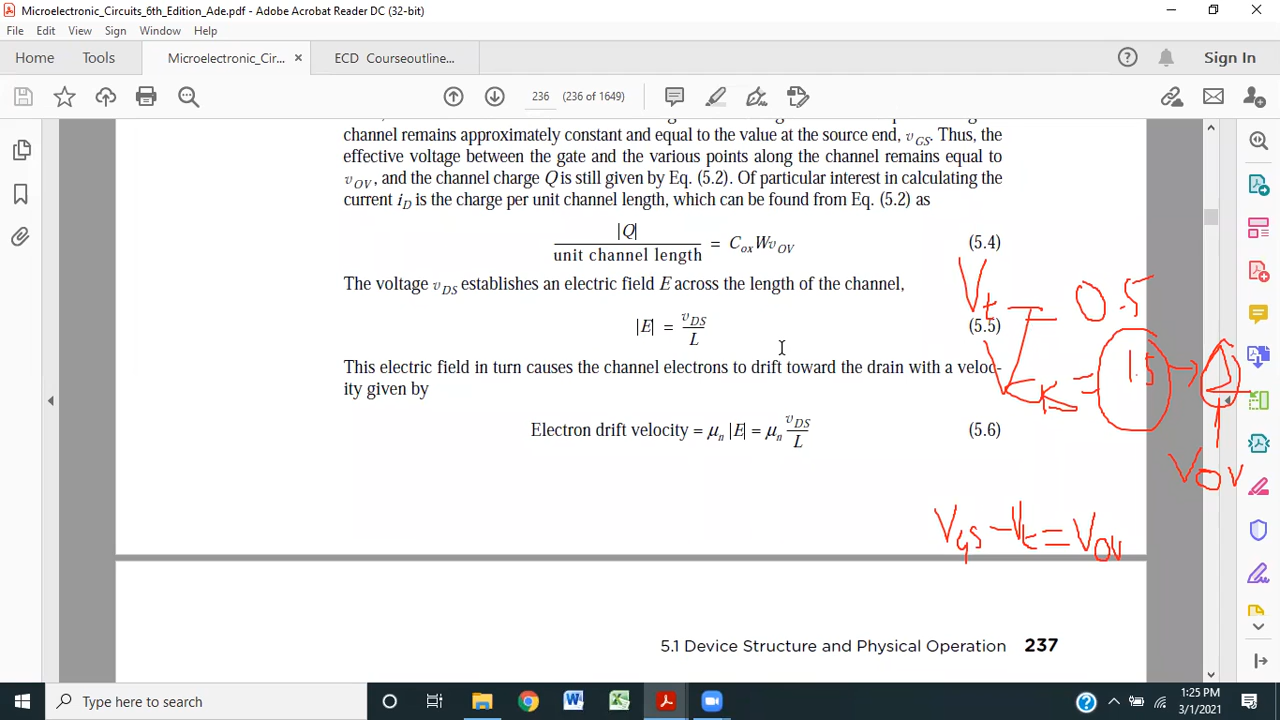 Microelectronic_Circuits_6th_Edition_Ade.pdf - Adobe Acrobat Reader DC (32-bit)
File Edit View Sign Window Help
Home Tools Microelectronic_Cir... × ECD Courseoutline...
Sign In
236 (236 of 1649)
channel remains approximately constant and equal to the value at the source end, vGS. Thus, the
effective voltage between the gate and the various points along the channel remains equal to
vOV, and the channel charge Q is still given by Eq. (5.2). Of particular interest in calculating the
current iD is the charge per unit channel length, which can be found from Eq. (5.2) as
|Q| / unit channel length = Cox WvOV (5.4)
The voltage vDS establishes an electric field E across the length of the channel,
|E| = vDS / L (5.5)
This electric field in turn causes the channel electrons to drift toward the drain with a veloc-
ity given by
Electron drift velocity = μn |E| = μn vDS / L (5.6)
Vt
0.5
= 1.5
VOV
VGS - Vt = VOV
5.1 Device Structure and Physical Operation 237
Type here to search
1:25 PM
3/1/2021